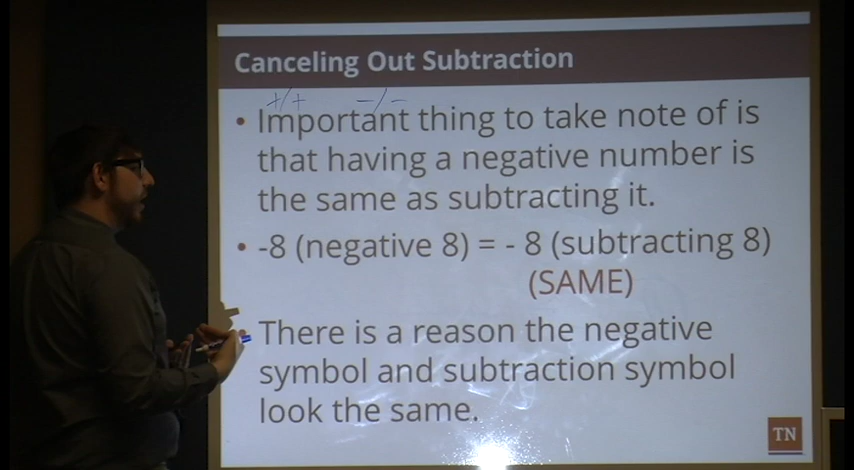 Canceling Out Subtraction
+/+ -/-
• Important thing to take note of is
that having a negative number is
the same as subtracting it.
• -8 (negative 8) = - 8 (subtracting 8)
(SAME)
There is a reason the negative
symbol and subtraction symbol
look the same.
TN